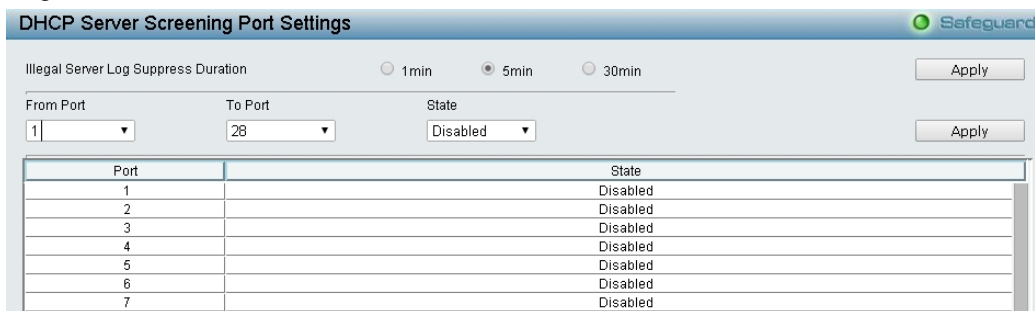 DHCP Server Screening Port Settings Safeguard
Illegal Server Log Suppress Duration 1min 5min 30min Apply
From Port To Port State
1 28 Disabled Apply
Port State
1 Disabled
2 Disabled
3 Disabled
4 Disabled
5 Disabled
6 Disabled
7 Disabled